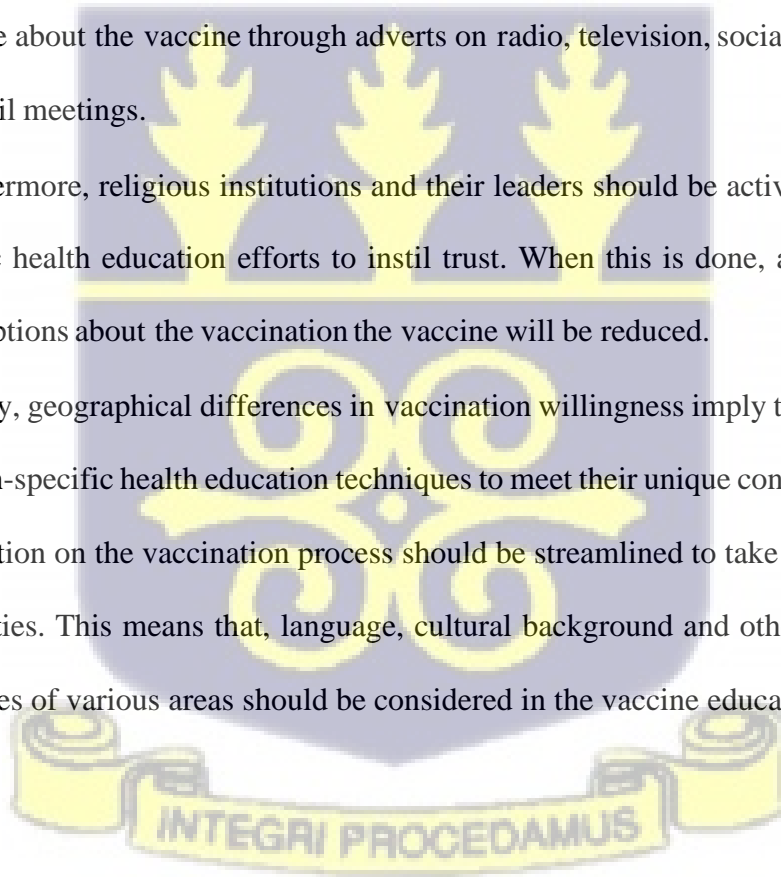 e about the vaccine through adverts on radio, television, social
il meetings.
ermore, religious institutions and their leaders should be activ
c health education efforts to instil trust. When this is done, a
ptions about the vaccination the vaccine will be reduced.
y, geographical differences in vaccination willingness imply t
n-specific health education techniques to meet their unique con
tion on the vaccination process should be streamlined to take
ties. This means that, language, cultural background and oth
es of various areas should be considered in the vaccine educa
INTEGRI PROCEDAMUS